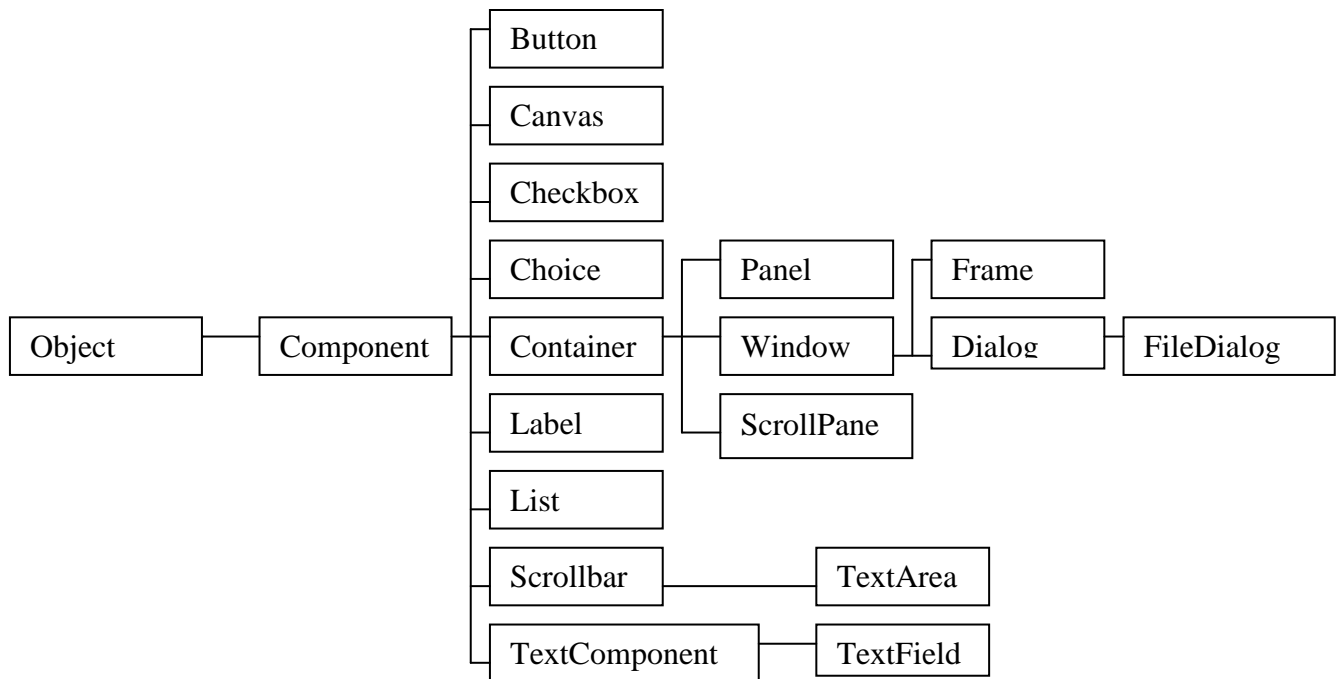 Button
Canvas
Checkbox
Choice
Panel
Frame
Object
Component
Container
Window
Dialog
FileDialog
Label
ScrollPane
List
Scrollbar
TextArea
TextComponent
TextField